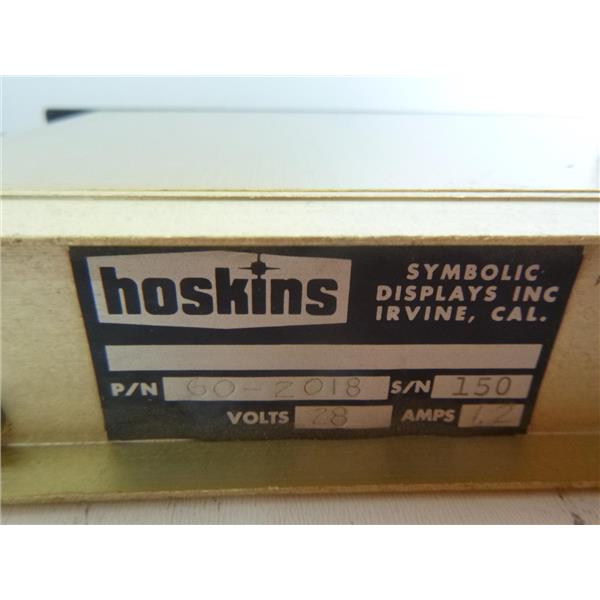 hoskins
SYMBOLIC
DISPLAYS INC
IRVINE, CAL.
P/N 60-2018 S/N 150
VOLTS 28 AMPS 1.2